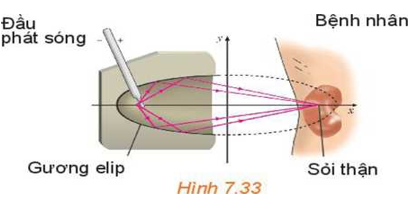 Đầu
phát sóng
Bệnh nhân
- +
y
x
Gương elip
Sỏi thận
Hình 7.33